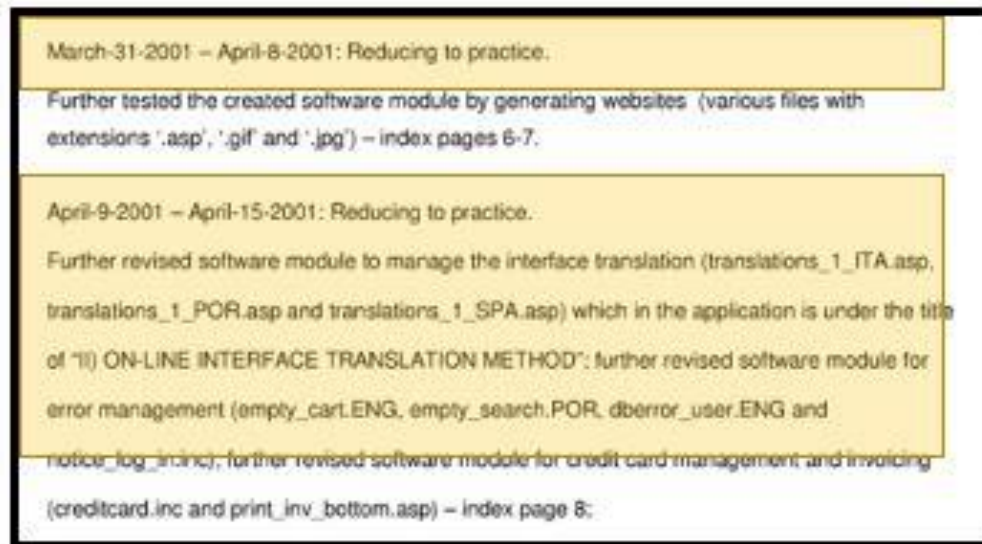 March-31-2001 – April-8-2001: Reducing to practice.
Further tested the created software module by generating websites (various files with
extensions '.asp', '.gif' and '.jpg') – index pages 6-7.
April-9-2001 – April-15-2001: Reducing to practice.
Further revised software module to manage the interface translation (translations_1_ITA.asp,
translations_1_POR.asp and translations_1_SPA.asp) which in the application is under the title
of "II) ON-LINE INTERFACE TRANSLATION METHOD"; further revised software module for
error management (empty_cart.ENG, empty_search.POR, dberror_user.ENG and
notice_log_in.inc); further revised software module for credit card management and invoicing
(creditcard.inc and print_inv_bottom.asp) – index page 8;